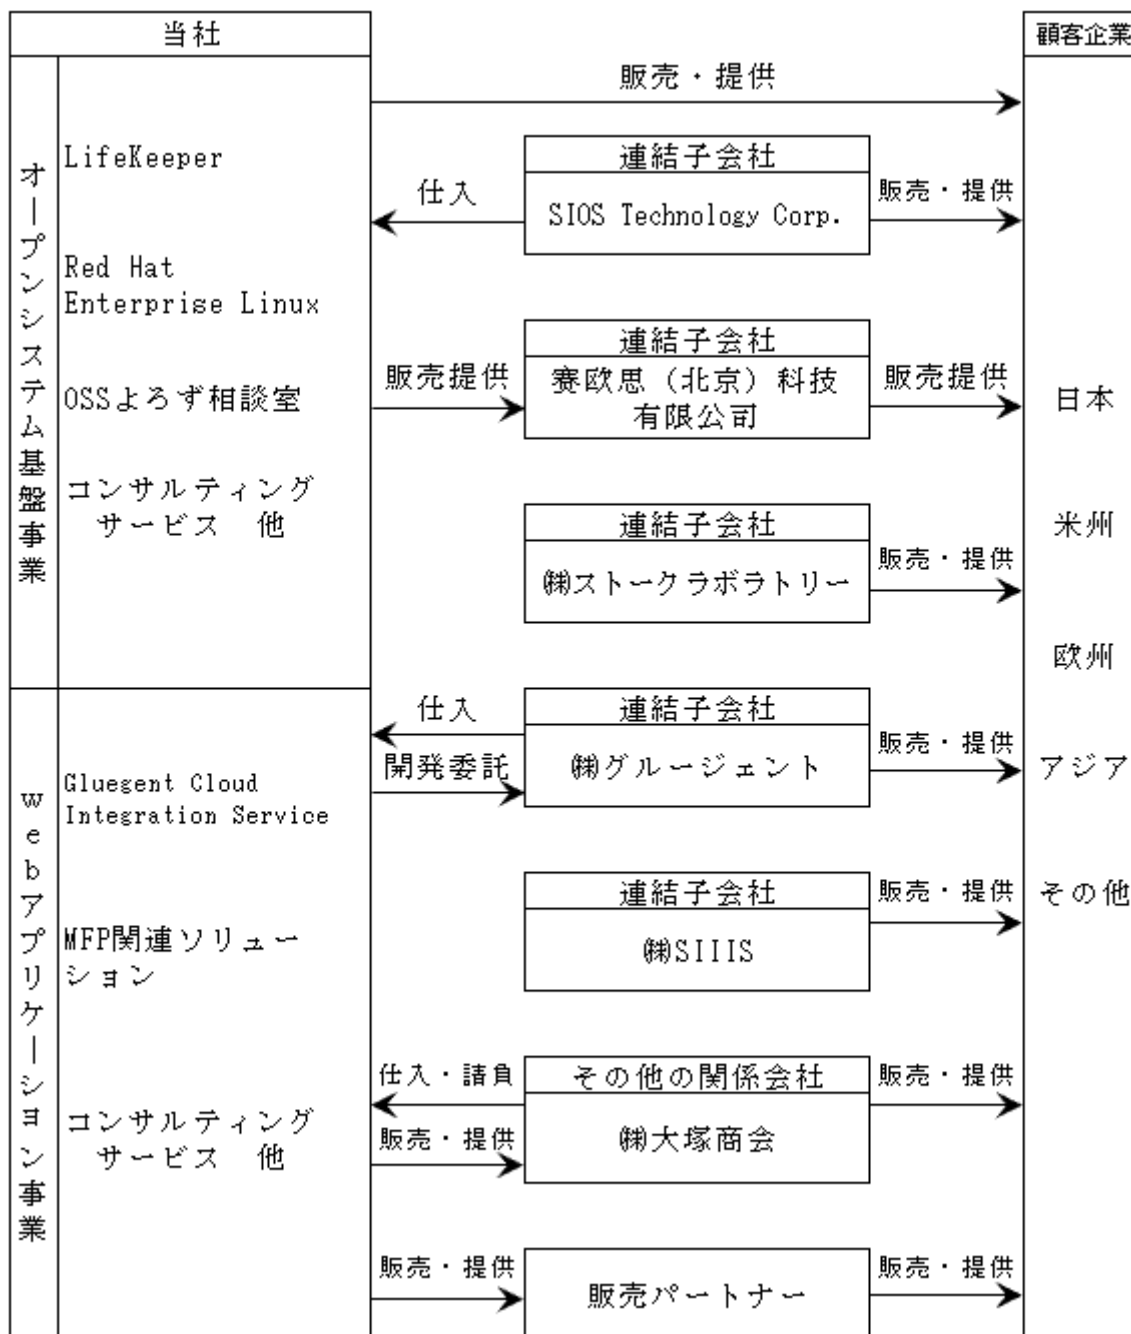 当社
顧客企業
オープンシステム基盤事業
LifeKeeper
Red Hat
Enterprise Linux
OSSよろず相談室
コンサルティング
サービス 他
販売・提供
連結子会社
SIOS Technology Corp.
仕入
販売・提供
販売提供
連結子会社
賽欧思（北京）科技
有限公司
販売提供
連結子会社
㈱ストークラボラトリー
販売・提供
webアプリケーション事業
Gluegent Cloud
Integration Service
MFP関連ソリュー
ション
コンサルティング
サービス 他
仕入
開発委託
連結子会社
㈱グルージェント
販売・提供
連結子会社
㈱SIIIS
販売・提供
仕入・請負
販売・提供
その他の関係会社
㈱大塚商会
販売・提供
販売・提供
販売パートナー
販売・提供
日本
米州
欧州
アジア
その他